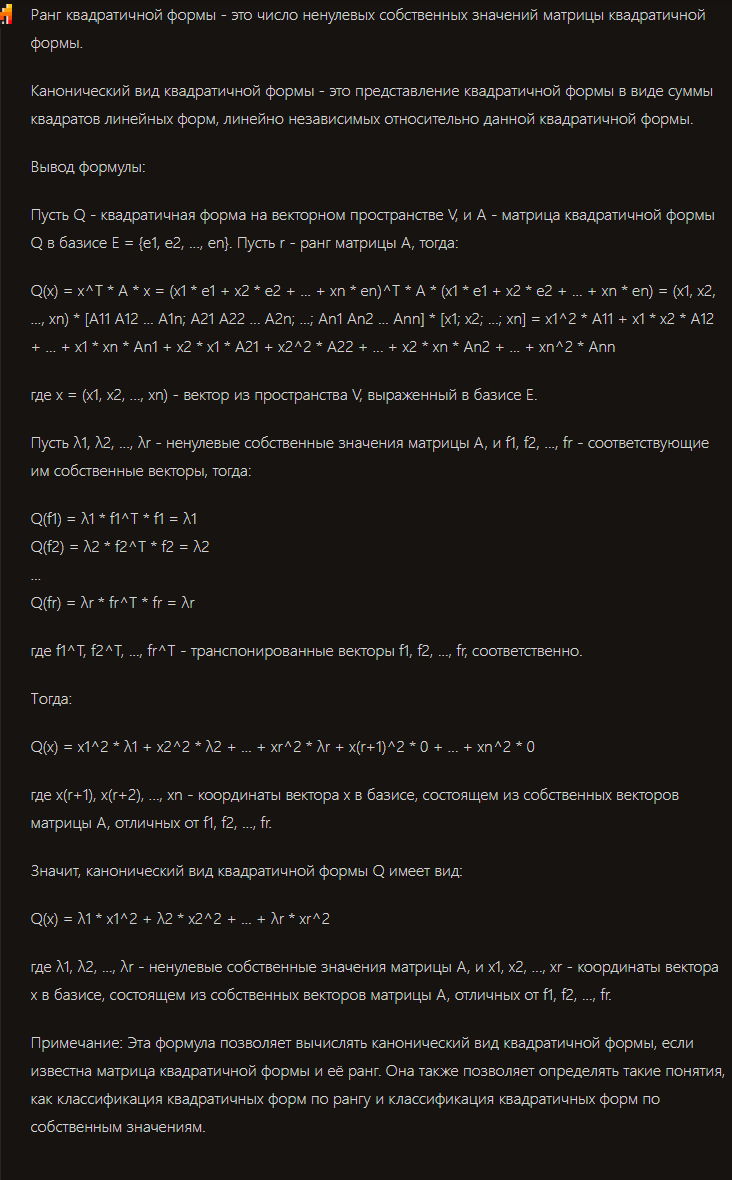 Ранг квадратичной формы - это число ненулевых собственных значений матрицы квадратичной
формы.
Канонический вид квадратичной формы - это представление квадратичной формы в виде суммы
квадратов линейных форм, линейно независимых относительно данной квадратичной формы.
Вывод формулы:
Пусть Q - квадратичная форма на векторном пространстве V, и A - матрица квадратичной формы
Q в базисе E = {e1, e2, ..., en}. Пусть r - ранг матрицы A, тогда:
Q(x) = x^T * A * x = (x1 * e1 + x2 * e2 + ... + xn * en)^T * A * (x1 * e1 + x2 * e2 + ... + xn * en) = (x1, x2,
..., xn) * [A11 A12 ... A1n; A21 A22 ... A2n; ...; An1 An2 ... Ann] * [x1; x2; ...; xn] = x1^2 * A11 + x1 * x2 * A12
+ ... + x1 * xn * An1 + x2 * x1 * A21 + x2^2 * A22 + ... + x2 * xn * An2 + ... + xn^2 * Ann
где x = (x1, x2, ..., xn) - вектор из пространства V, выраженный в базисе E.
Пусть λ1, λ2, ..., λr - ненулевые собственные значения матрицы A, и f1, f2, ..., fr - соответствующие
им собственные векторы, тогда:
Q(f1) = λ1 * f1^T * f1 = λ1
Q(f2) = λ2 * f2^T * f2 = λ2
...
Q(fr) = λr * fr^T * fr = λr
где f1^T, f2^T, ..., fr^T - транспонированные векторы f1, f2, ..., fr, соответственно.
Тогда:
Q(x) = x1^2 * λ1 + x2^2 * λ2 + ... + xr^2 * λr + x(r+1)^2 * 0 + ... + xn^2 * 0
где x(r+1), x(r+2), ..., xn - координаты вектора x в базисе, состоящем из собственных векторов
матрицы A, отличных от f1, f2, ..., fr.
Значит, канонический вид квадратичной формы Q имеет вид:
Q(x) = λ1 * x1^2 + λ2 * x2^2 + ... + λr * xr^2
где λ1, λ2, ..., λr - ненулевые собственные значения матрицы A, и x1, x2, ..., xr - координаты вектора
x в базисе, состоящем из собственных векторов матрицы A, отличных от f1, f2, ..., fr.
Примечание: Эта формула позволяет вычислять канонический вид квадратичной формы, если
известна матрица квадратичной формы и её ранг. Она также позволяет определять такие понятия,
как классификация квадратичных форм по рангу и классификация квадратичных форм по
собственным значениям.